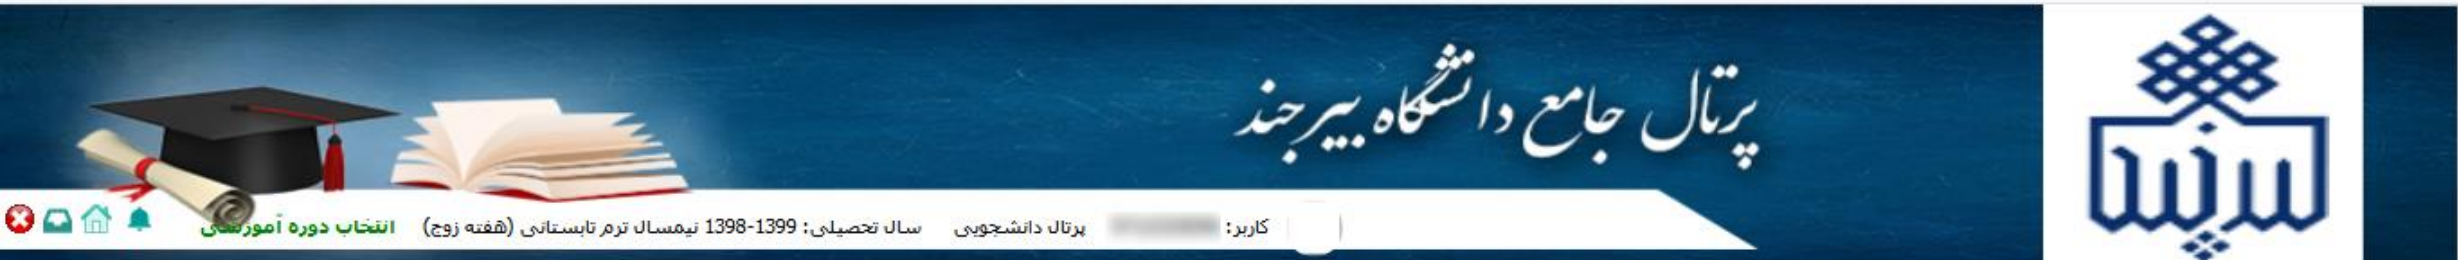 پرتال جامع دانشگاه بیرجند
کاربر: پرتال دانشجویی سال تحصیلی: 1399-1398 نیمسال ترم تابستانی (هفته زوج) انتخاب دوره آموزشی